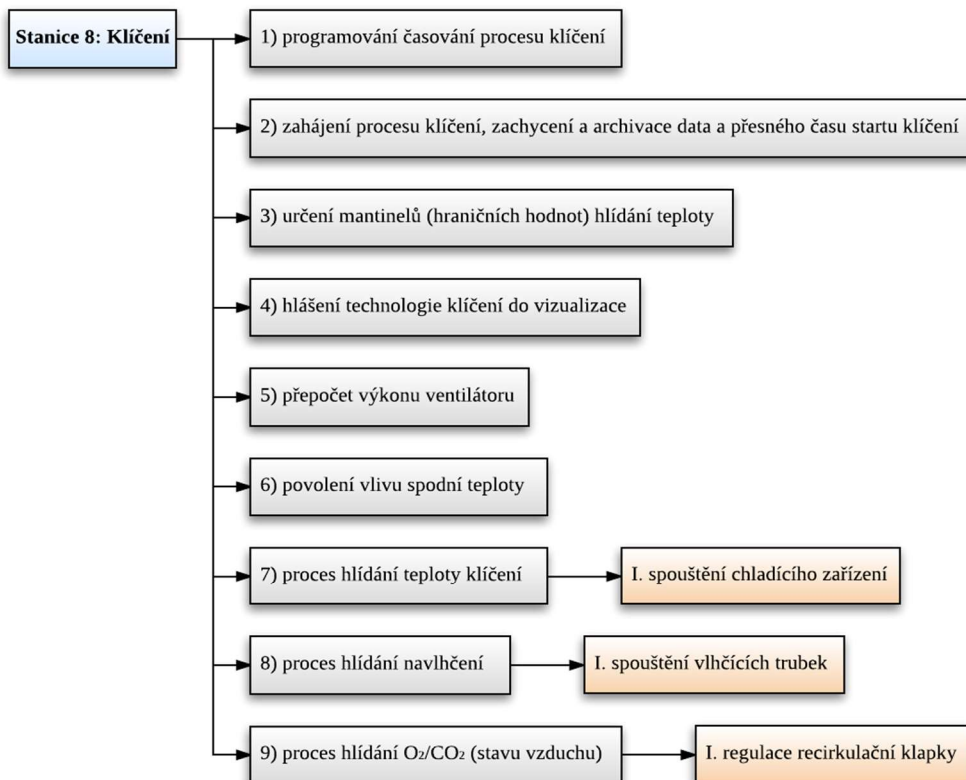 Stanice 8: Klíčení
1) programování časování procesu klíčení
2) zahájení procesu klíčení, zachycení a archivace data a přesného času startu klíčení
3) určení mantinelů (hraničních hodnot) hlídání teploty
4) hlášení technologie klíčení do vizualizace
5) přepočet výkonu ventilátoru
6) povolení vlivu spodní teploty
7) proces hlídání teploty klíčení
I. spouštění chladícího zařízení
8) proces hlídání navlhčení
I. spouštění vlhčících trubek
9) proces hlídání O₂/CO₂ (stavu vzduchu)
I. regulace recirkulační klapky